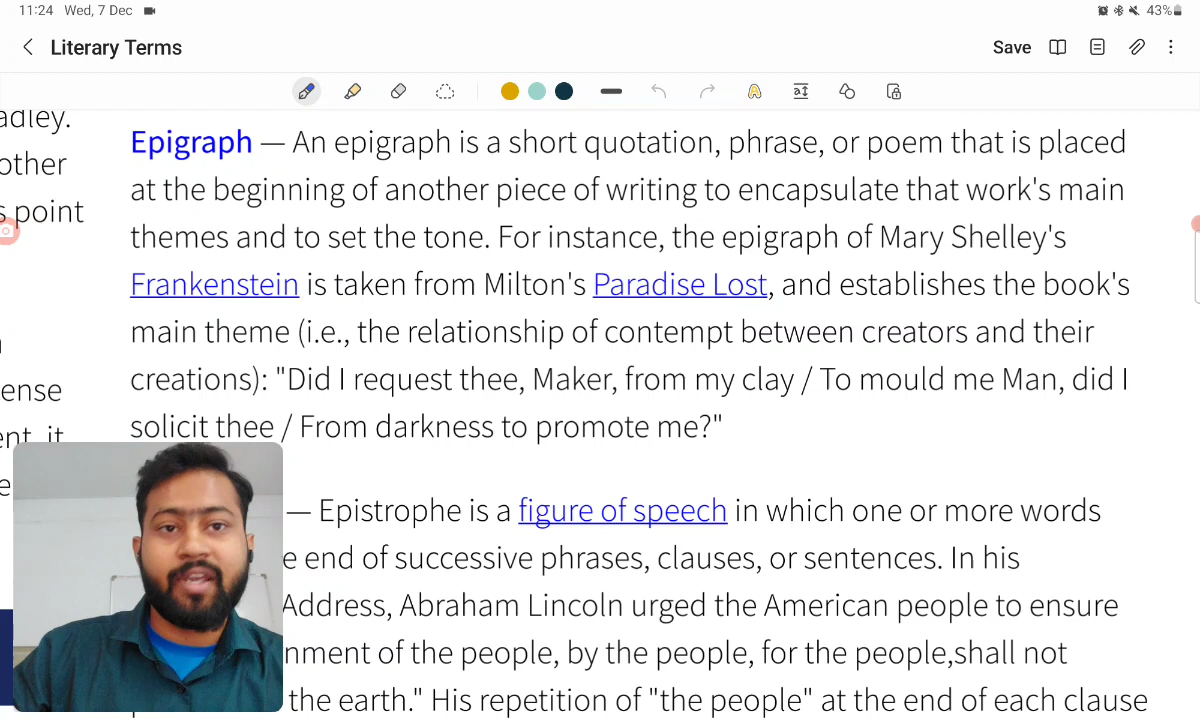 11:24 Wed, 7 Dec
43%
Literary Terms
Save
adley.
other
s point
ense
ent, it
Epigraph — An epigraph is a short quotation, phrase, or poem that is placed
at the beginning of another piece of writing to encapsulate that work's main
themes and to set the tone. For instance, the epigraph of Mary Shelley's
Frankenstein is taken from Milton's Paradise Lost, and establishes the book's
main theme (i.e., the relationship of contempt between creators and their
creations): "Did I request thee, Maker, from my clay / To mould me Man, did I
solicit thee / From darkness to promote me?"
— Epistrophe is a figure of speech in which one or more words
e end of successive phrases, clauses, or sentences. In his
Address, Abraham Lincoln urged the American people to ensure
nment of the people, by the people, for the people,shall not
the earth." His repetition of "the people" at the end of each clause